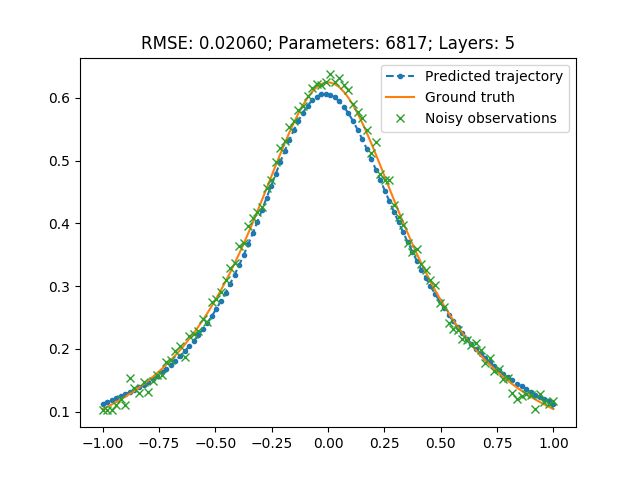 RMSE: 0.02060; Parameters: 6817; Layers: 5
Predicted trajectory
Ground truth
Noisy observations
0.6
0.5
0.4
0.3
0.2
0.1
−1.00 −0.75 −0.50 −0.25 0.00 0.25 0.50 0.75 1.00